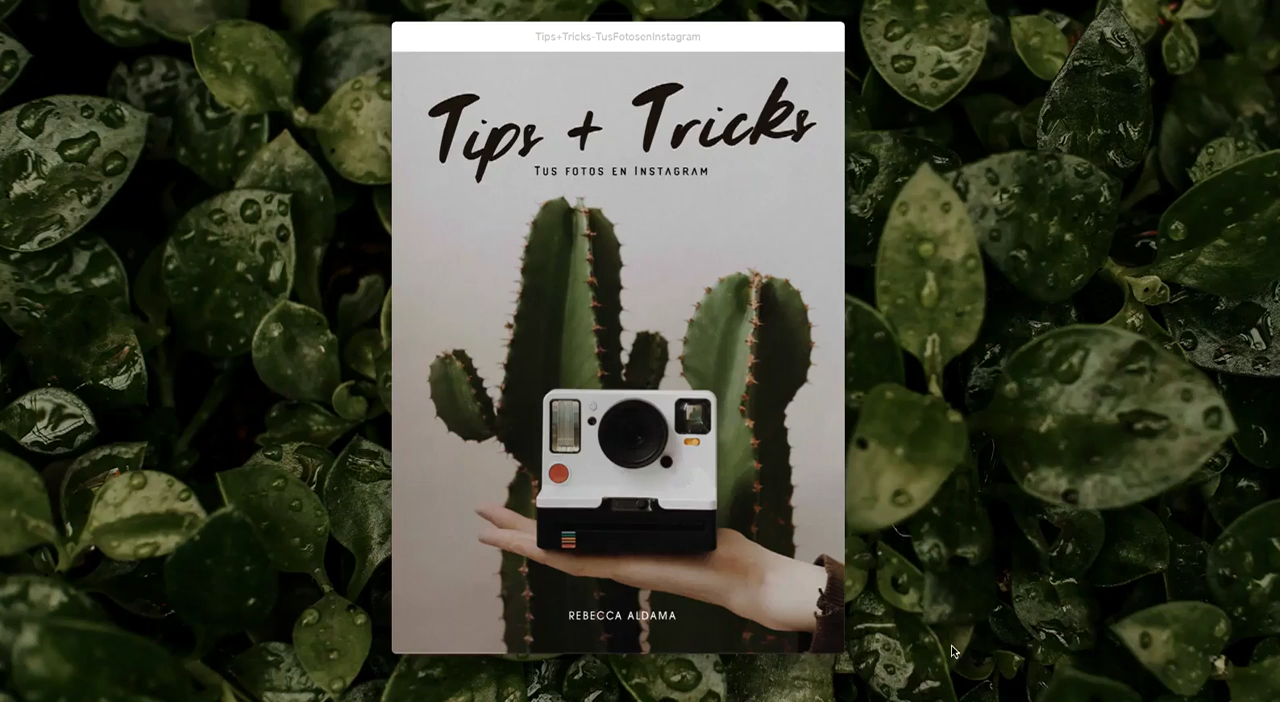 Tips+Tricks-TusFotosenInstagram
Tips + Tricks
Tus fotos en Instagram
REBECCA ALDAMA